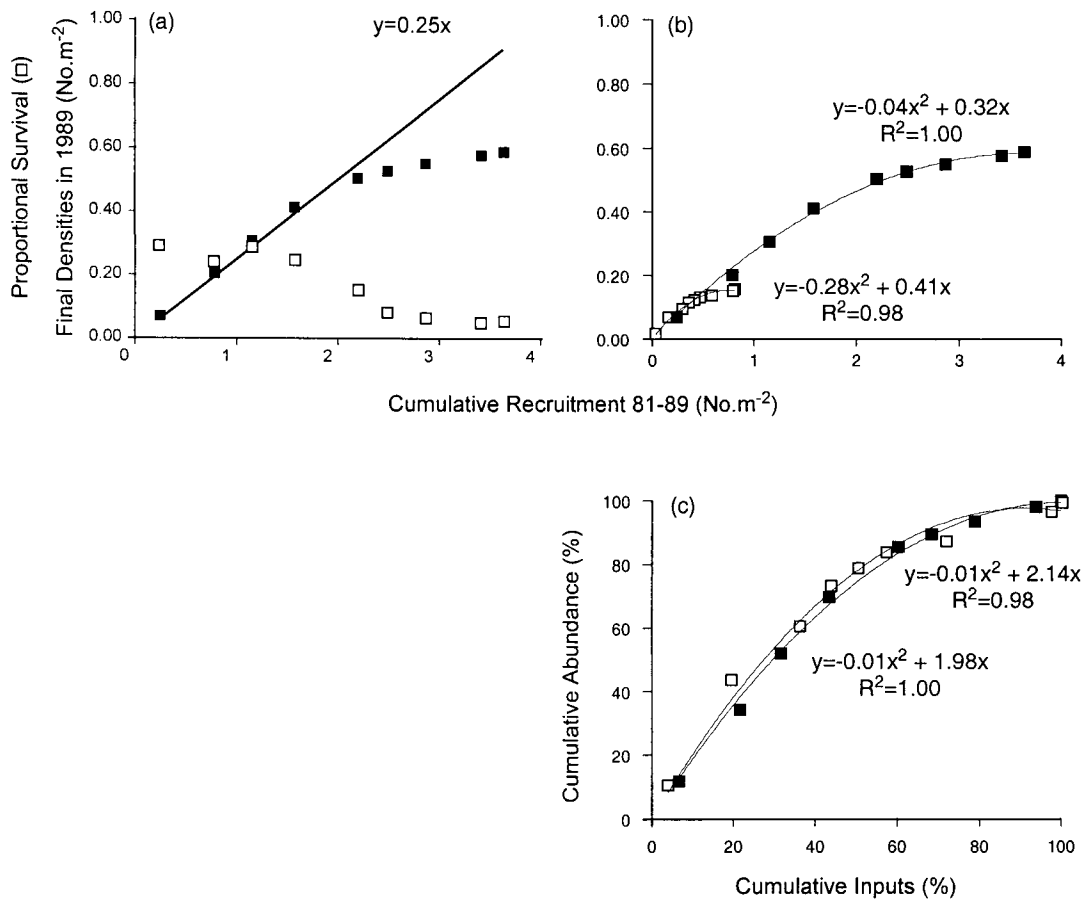 (a)
y=0.25x
1.00
0.80
0.60
0.40
0.20
0.00
0
1
2
3
4
Proportional Survival (□)
Final Densities in 1989 (No.m⁻²)
(b)
y=-0.04x² + 0.32x
R²=1.00
y=-0.28x² + 0.41x
R²=0.98
1.00
0.80
0.60
0.40
0.20
0.00
0
1
2
3
4
Cumulative Recruitment 81-89 (No.m⁻²)
(c)
y=-0.01x² + 2.14x
R²=0.98
y=-0.01x² + 1.98x
R²=1.00
100
80
60
40
20
0
0
20
40
60
80
100
Cumulative Abundance (%)
Cumulative Inputs (%)